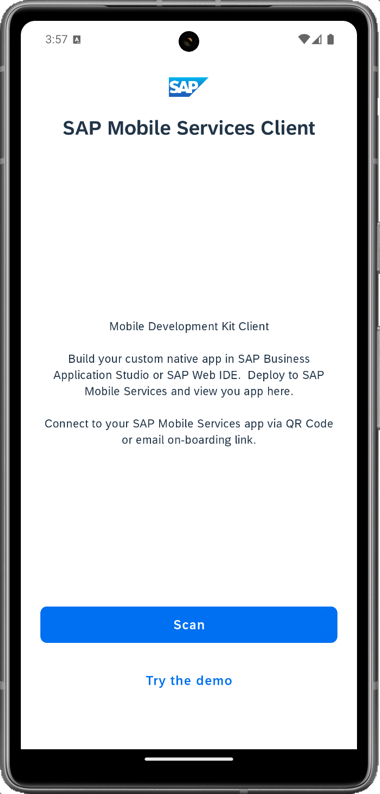 3:57 A
SAP
SAP Mobile Services Client
Mobile Development Kit Client
Build your custom native app in SAP Business
Application Studio or SAP Web IDE. Deploy to SAP
Mobile Services and view you app here.
Connect to your SAP Mobile Services app via QR Code
or email on-boarding link.
Scan
Try the demo